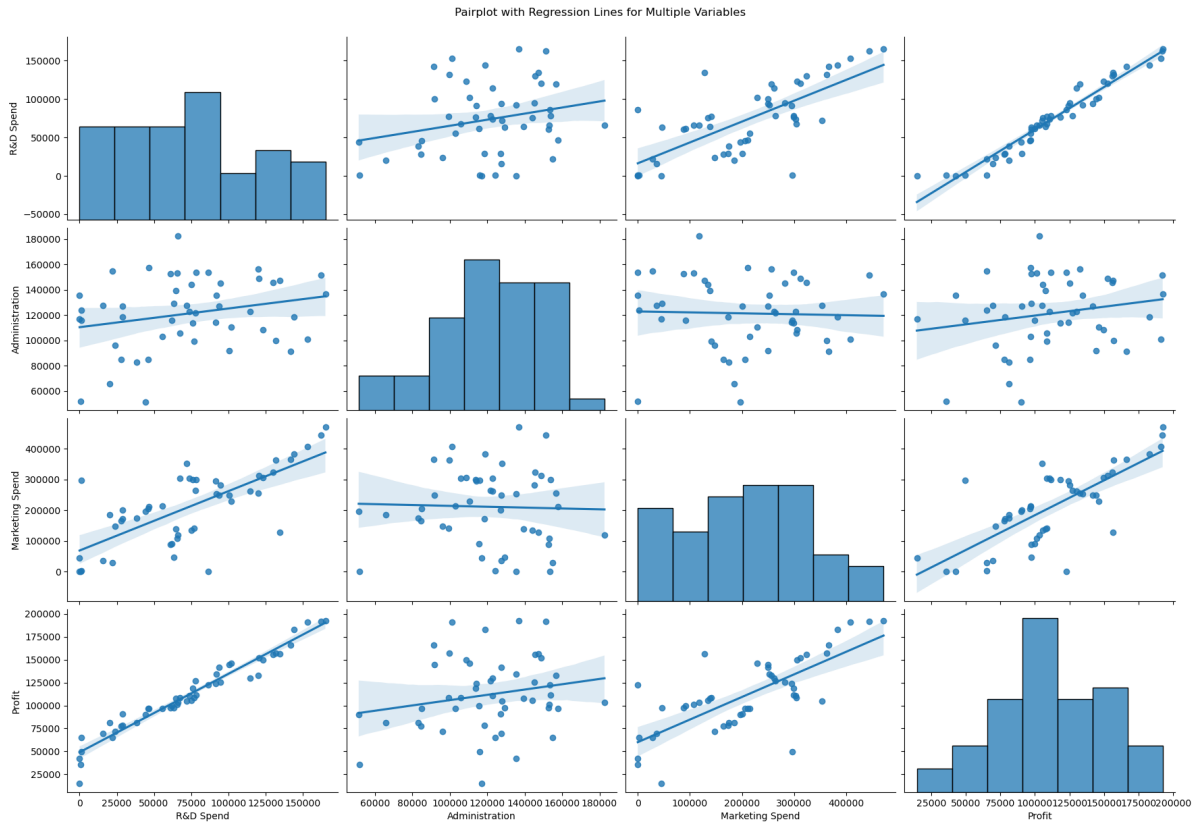 Pairplot with Regression Lines for Multiple Variables
150000
100000
50000
0
−50000
R&D Spend
180000
160000
140000
120000
100000
80000
60000
Administration
400000
300000
200000
100000
0
Marketing Spend
200000
175000
150000
125000
100000
75000
50000
25000
Profit
0 25000 50000 75000 100000 125000 150000
60000 80000 100000 120000 140000 160000 180000
0 100000 200000 300000 400000
25000 50000 75000 100000 125000 150000 175000 200000
R&D Spend Administration Marketing Spend Profit